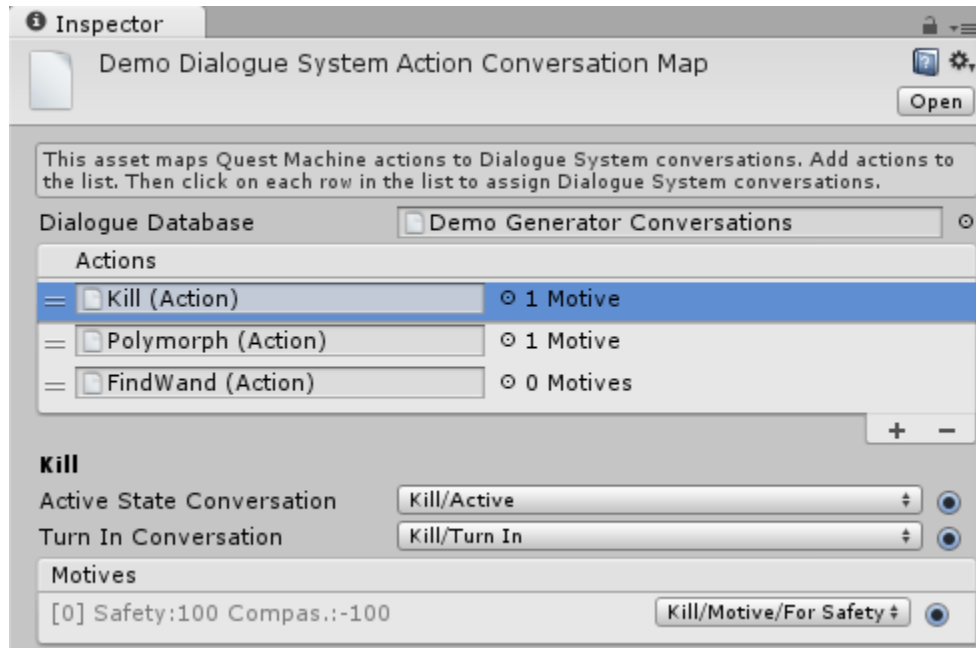 Inspector
Demo Dialogue System Action Conversation Map
Open
This asset maps Quest Machine actions to Dialogue System conversations. Add actions to
the list. Then click on each row in the list to assign Dialogue System conversations.
Dialogue Database Demo Generator Conversations
Actions
Kill (Action) 1 Motive
Polymorph (Action) 1 Motive
FindWand (Action) 0 Motives
+ −
Kill
Active State Conversation Kill/Active
Turn In Conversation Kill/Turn In
Motives
[0] Safety:100 Compas.:-100 Kill/Motive/For Safety